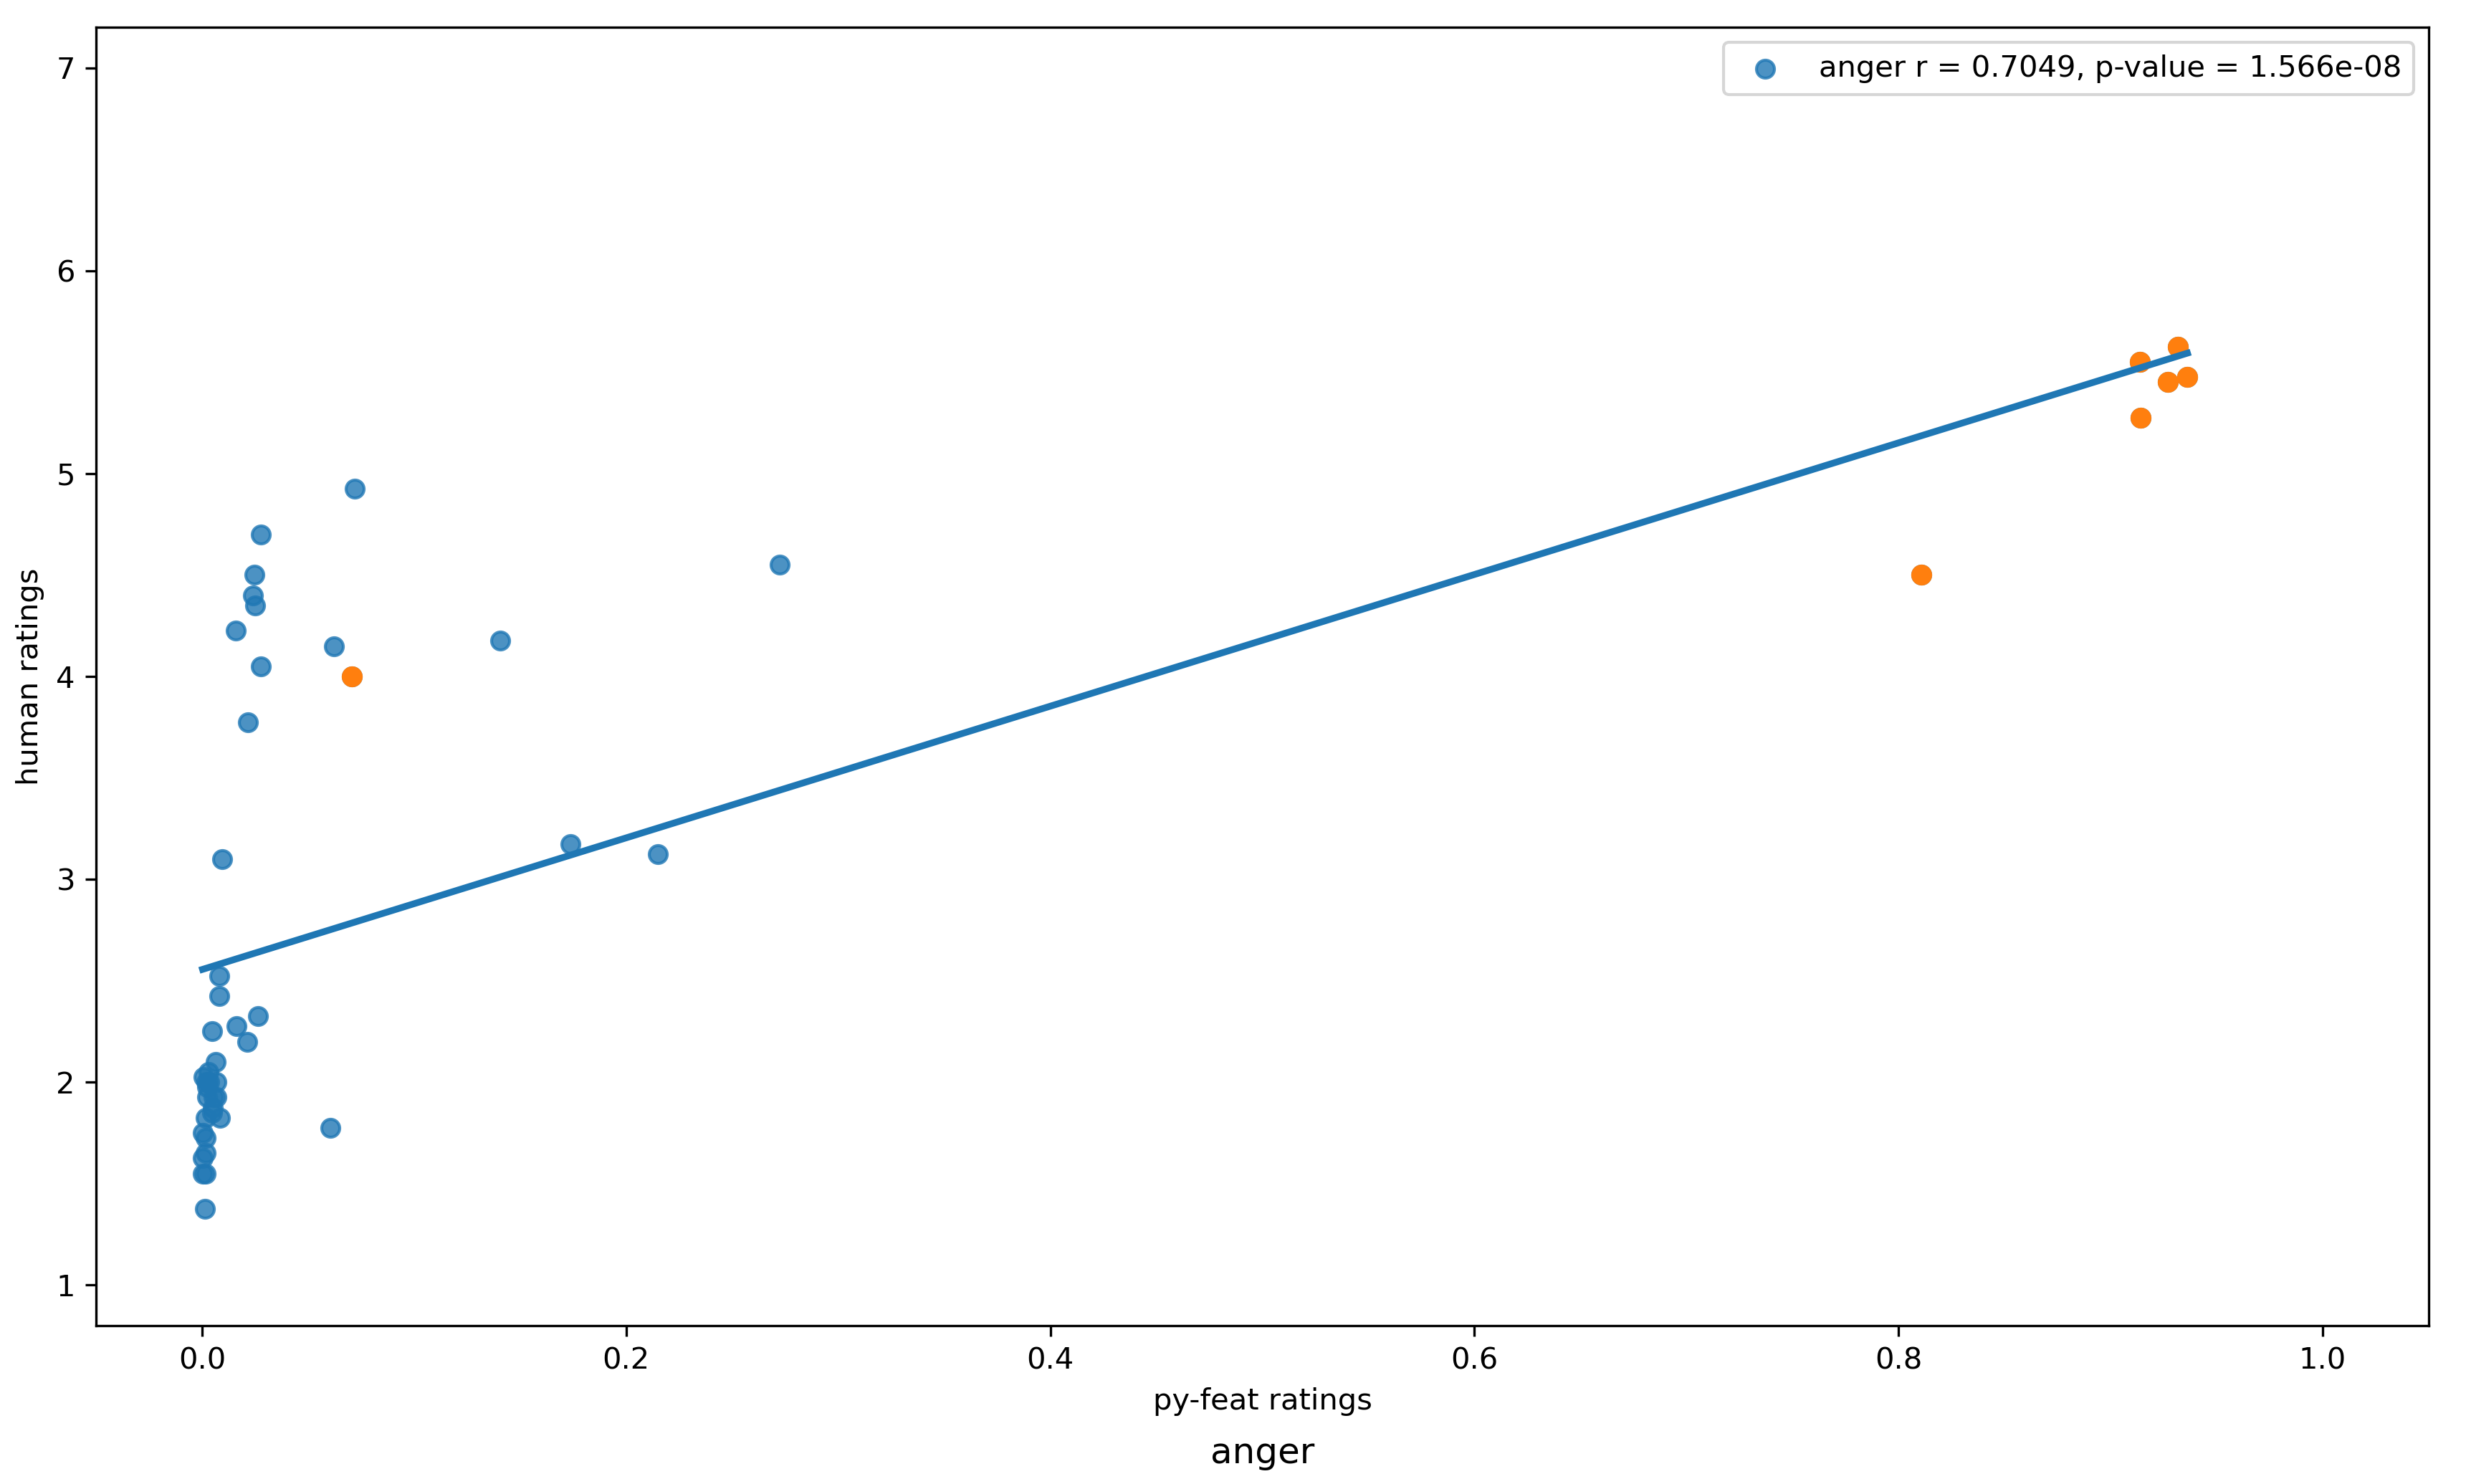 anger r = 0.7049, p-value = 1.566e-08
7
6
5
4
3
2
1
human ratings
0.0 0.2 0.4 0.6 0.8 1.0
py-feat ratings
anger